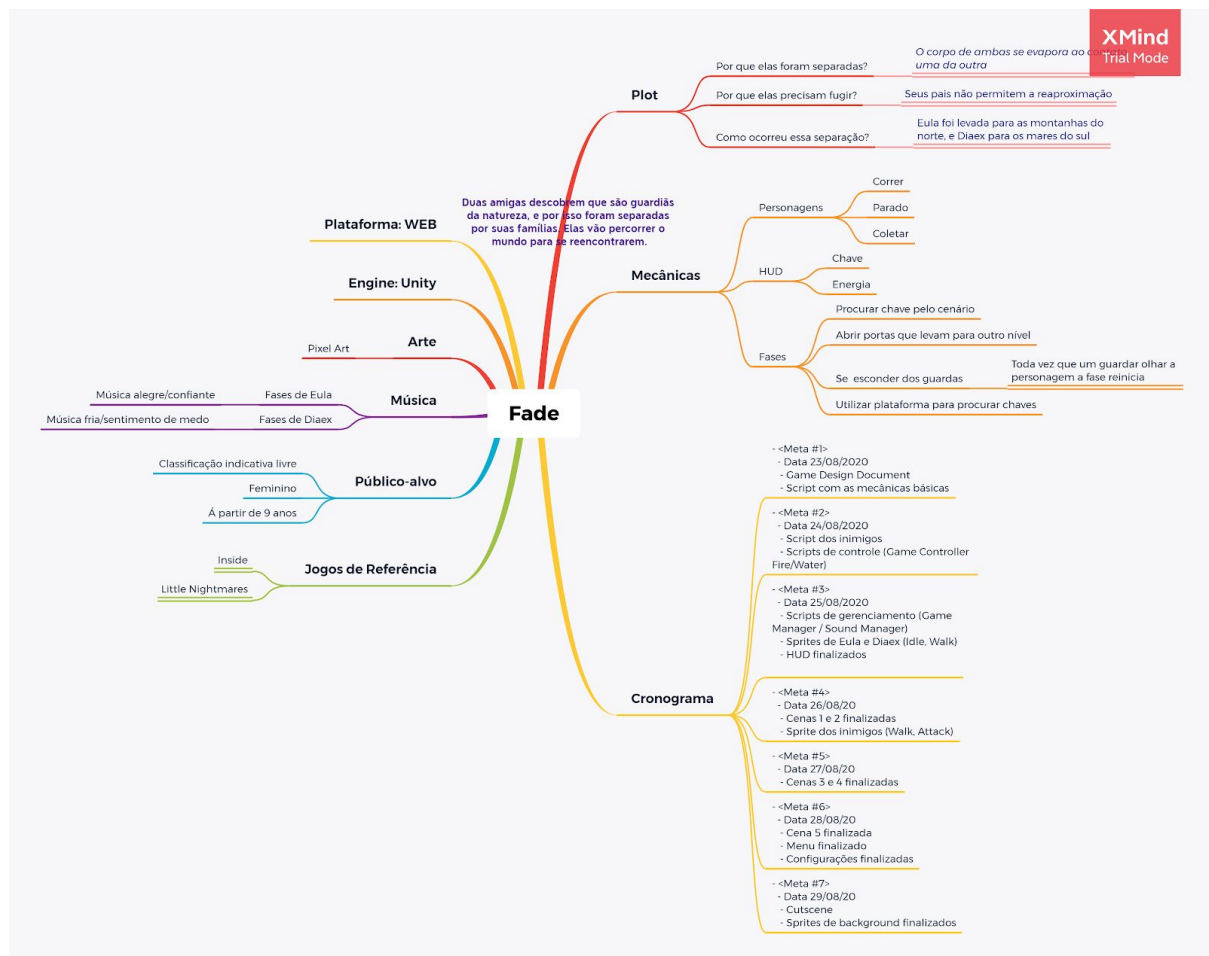 XMind
Trial Mode
Fade
Duas amigas descobrem que são guardiãs
da natureza, e por isso foram separadas
por suas famílias. Elas vão percorrer o
mundo para se reencontrarem.
Plot
Por que elas foram separadas?
O corpo de ambas se evapora ao contato
uma da outra
Por que elas precisam fugir?
Seus pais não permitem a reaproximação
Como ocorreu essa separação?
Eula foi levada para as montanhas do
norte, e Diaex para os mares do sul
Mecânicas
Personagens
Correr
Parado
Coletar
HUD
Chave
Energia
Fases
Procurar chave pelo cenário
Abrir portas que levam para outro nível
Se esconder dos guardas
Toda vez que um guardar olhar a
personagem a fase reinicia
Utilizar plataforma para procurar chaves
Cronograma
- <Meta #1>
- Data 23/08/2020
- Game Design Document
- Script com as mecânicas básicas
- <Meta #2>
- Data 24/08/2020
- Script dos inimigos
- Scripts de controle (Game Controller
Fire/Water)
- <Meta #3>
- Data 25/08/2020
- Scripts de gerenciamento (Game
Manager / Sound Manager)
- Sprites de Eula e Diaex (Idle, Walk)
- HUD finalizados
- <Meta #4>
- Data 26/08/20
- Cenas 1 e 2 finalizadas
- Sprite dos inimigos (Walk, Attack)
- <Meta #5>
- Data 27/08/20
- Cenas 3 e 4 finalizadas
- <Meta #6>
- Data 28/08/20
- Cena 5 finalizada
- Menu finalizado
- Configurações finalizadas
- <Meta #7>
- Data 29/08/20
- Cutscene
- Sprites de background finalizados
Plataforma: WEB
Engine: Unity
Arte
Pixel Art
Música
Fases de Eula
Música alegre/confiante
Fases de Diaex
Música fria/sentimento de medo
Público-alvo
Classificação indicativa livre
Feminino
Á partir de 9 anos
Jogos de Referência
Inside
Little Nightmares